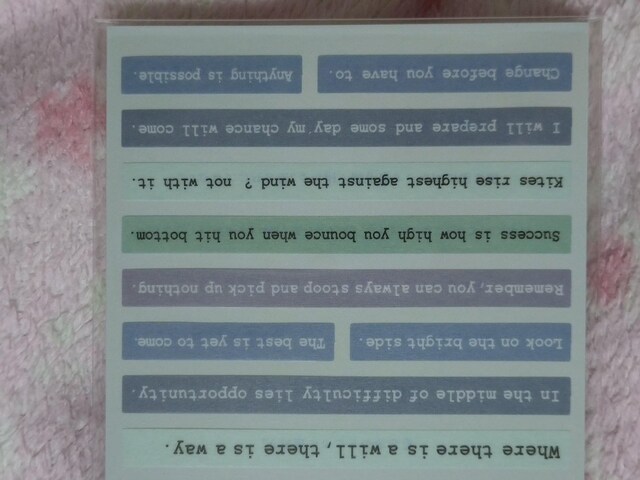 Where there is a will, there is a way.
In the middle of difficulty lies opportunity.
Look on the bright side.
The best is yet to come.
Remember, you can always stoop and pick up nothing.
Success is how high you bounce when you hit bottom.
Kites rise highest against the wind ? not with it.
I will prepare and some day my chance will come.
Change before you have to.
Anything is possible.